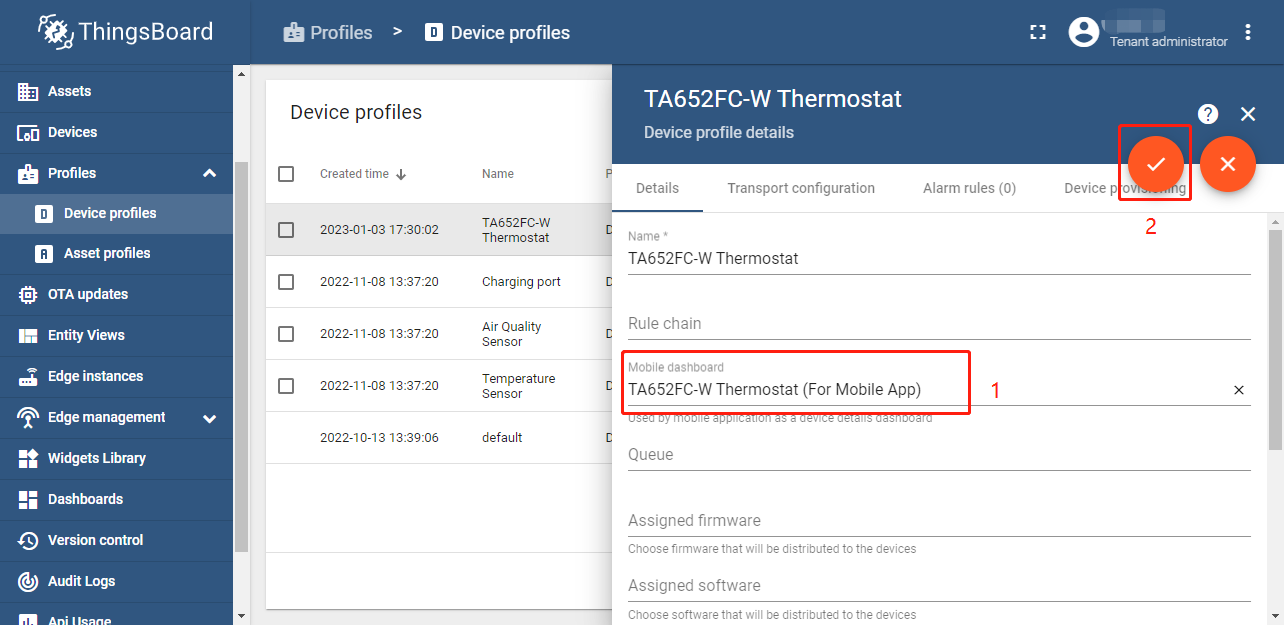 ThingsBoard
Profiles > D Device profiles
Tenant administrator
Assets
Devices
Profiles
D Device profiles
A Asset profiles
OTA updates
Entity Views
Edge instances
Edge management
Widgets Library
Dashboards
Version control
Audit Logs
Api Usage
Device profiles
Created time Name P
2023-01-03 17:30:02 TA652FC-W Thermostat D
2022-11-08 13:37:20 Charging port D
2022-11-08 13:37:20 Air Quality Sensor D
2022-11-08 13:37:20 Temperature Sensor D
2022-10-13 13:39:06 default D
TA652FC-W Thermostat
Device profile details
?
Details Transport configuration Alarm rules (0) Device provisioning
2
Name *
TA652FC-W Thermostat
Rule chain
Mobile dashboard
TA652FC-W Thermostat (For Mobile App)
1
Used by mobile application as a device details dashboard
Queue
Assigned firmware
Choose firmware that will be distributed to the devices
Assigned software
Choose software that will be distributed to the devices